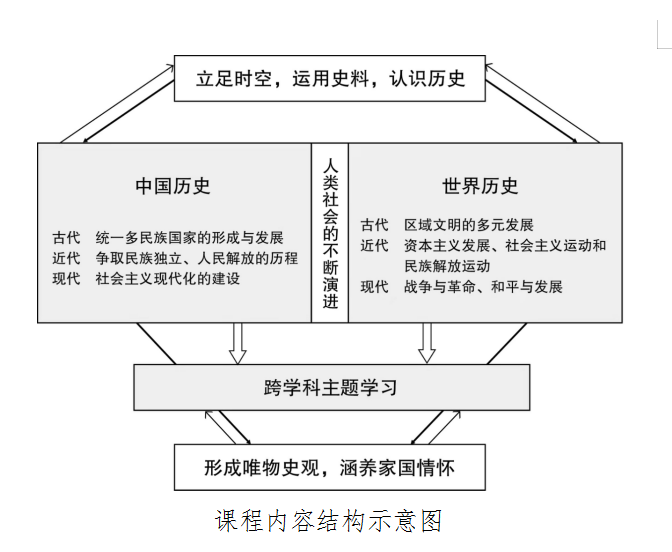 立足时空，运用史料，认识历史
中国历史
古代 统一多民族国家的形成与发展
近代 争取民族独立、人民解放的历程
现代 社会主义现代化的建设
人类社会的不断演进
世界历史
古代 区域文明的多元发展
近代 资本主义发展、社会主义运动和
民族解放运动
现代 战争与革命、和平与发展
跨学科主题学习
形成唯物史观，涵养家国情怀
课程内容结构示意图